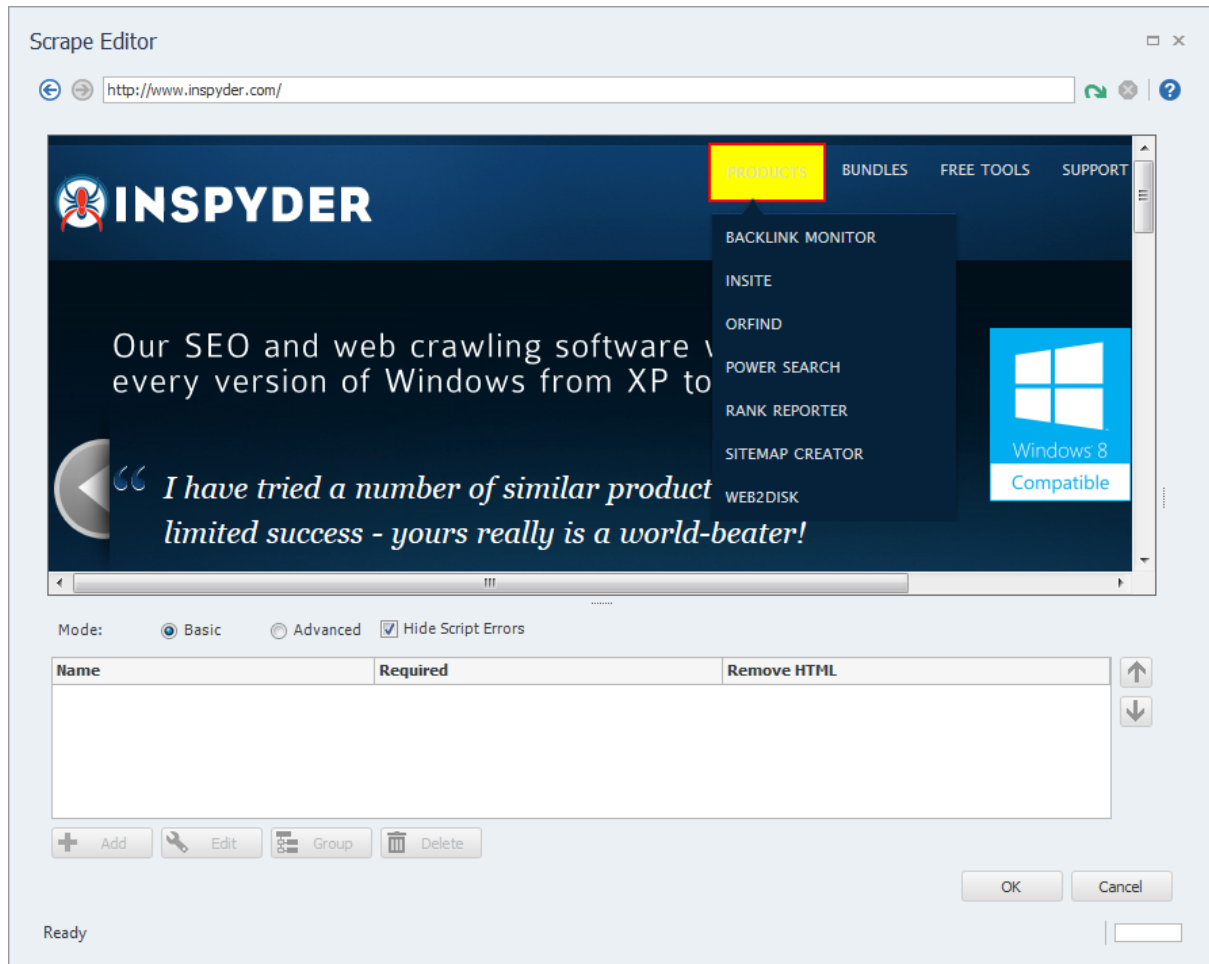 Scrape Editor
http://www.inspyder.com/
INSPYDER
PRODUCTS BUNDLES FREE TOOLS SUPPORT
BACKLINK MONITOR
INSITE
ORFIND
POWER SEARCH
RANK REPORTER
SITEMAP CREATOR
WEB2DISK
Our SEO and web crawling software
every version of Windows from XP to
“ I have tried a number of similar product
limited success - yours really is a world-beater!
Windows 8
Compatible
Mode: Basic Advanced Hide Script Errors
Name Required Remove HTML
Add Edit Group Delete
OK Cancel
Ready